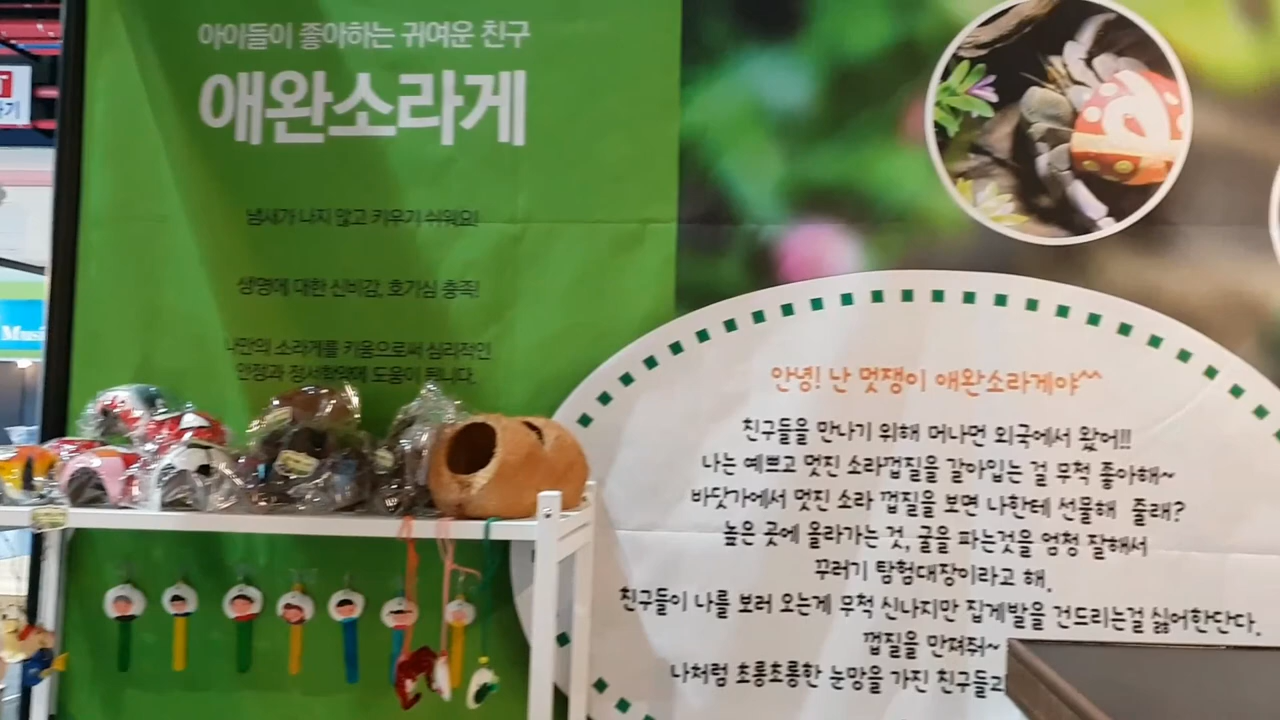 아이들이 좋아하는 귀여운 친구
애완소라게
냄새가 나지 않고 키우기 쉬워요!
생명에 대한 신비감, 호기심 충족!
나만의 소라게를 키움으로써 심리적인
안정과 정서함양에 도움이 됩니다.
안녕! 난 멋쟁이 애완소라게야^^
친구들을 만나기 위해 머나먼 외국에서 왔어!!
나는 예쁘고 멋진 소라껍질을 갈아입는 걸 무척 좋아해~
바닷가에서 멋진 소라 껍질을 보면 나한테 선물해 줄래?
높은 곳에 올라가는 것, 굴을 파는것을 엄청 잘해서
꾸러기 탐험대장이라고 해.
친구들이 나를 보러 오는게 무척 신나지만 집게발을 건드리는걸 싫어한단다.
껍질을 만져줘~
나처럼 초롱초롱한 눈망을 가진 친구들과